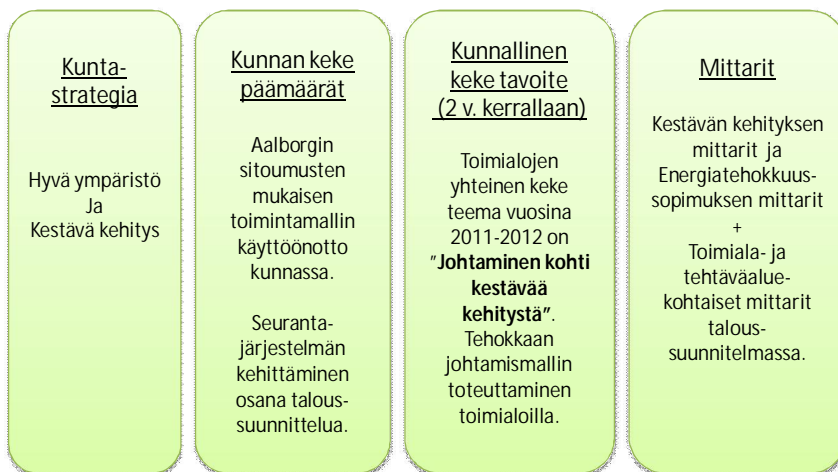 Kunta-
strategia
Hyvä ympäristö
Ja
Kestävä kehitys
Kunnan keke
päämäärät
Aalborgin
sitoumusten
mukaisen
toimintamallin
käyttöönotto
kunnassa.
Seuranta-
järjestelmän
kehittäminen
osana talous-
suunnittelua.
Kunnallinen
keke tavoite
(2 v. kerrallaan)
Toimialojen
yhteinen keke
teema vuosina
2011-2012 on
"Johtaminen kohti
kestävää
kehitystä".
Tehokkaan
johtamismallin
toteuttaminen
toimialoilla.
Mittarit
Kestävän kehityksen
mittarit ja
Energiatehokkuus-
sopimuksen mittarit
+
Toimiala- ja
tehtäväalue-
kohtaiset mittarit
talous-
suunnitelmassa.